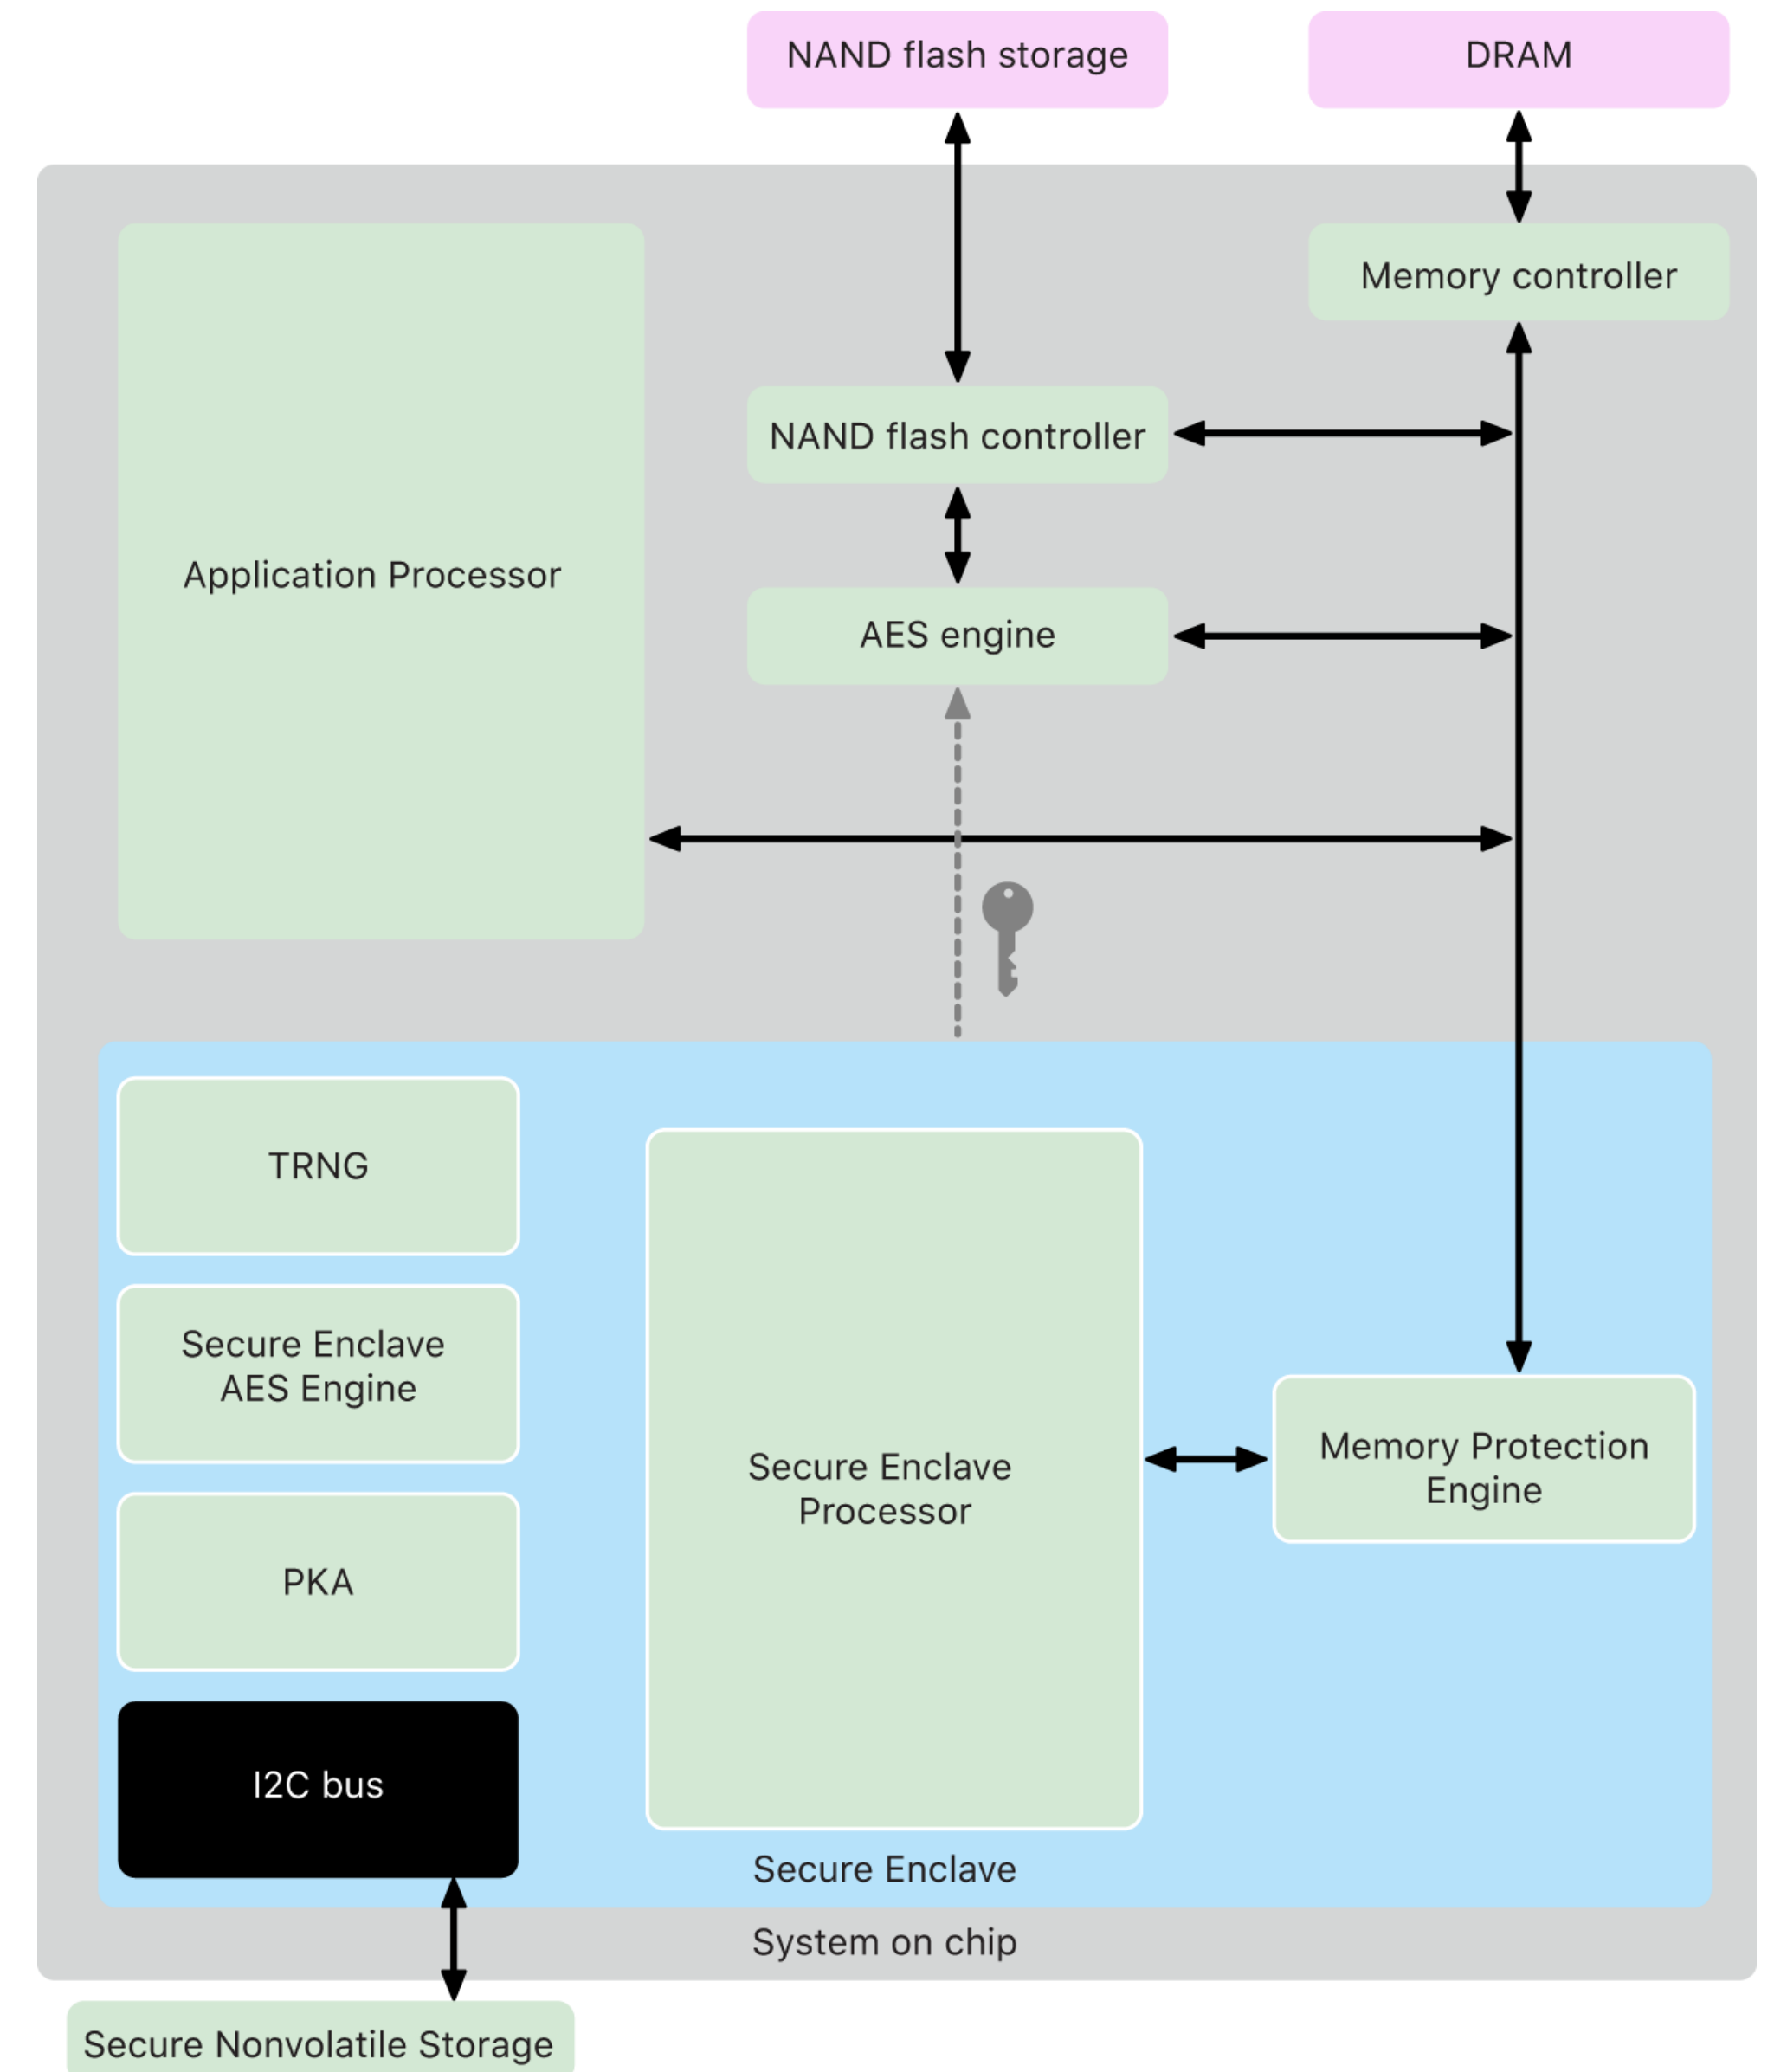 NAND flash storage
DRAM
Memory controller
NAND flash controller
Application Processor
AES engine
TRNG
Secure Enclave
AES Engine
Secure Enclave
Processor
Memory Protection
Engine
PKA
I2C bus
Secure Enclave
System on chip
Secure Nonvolatile Storage